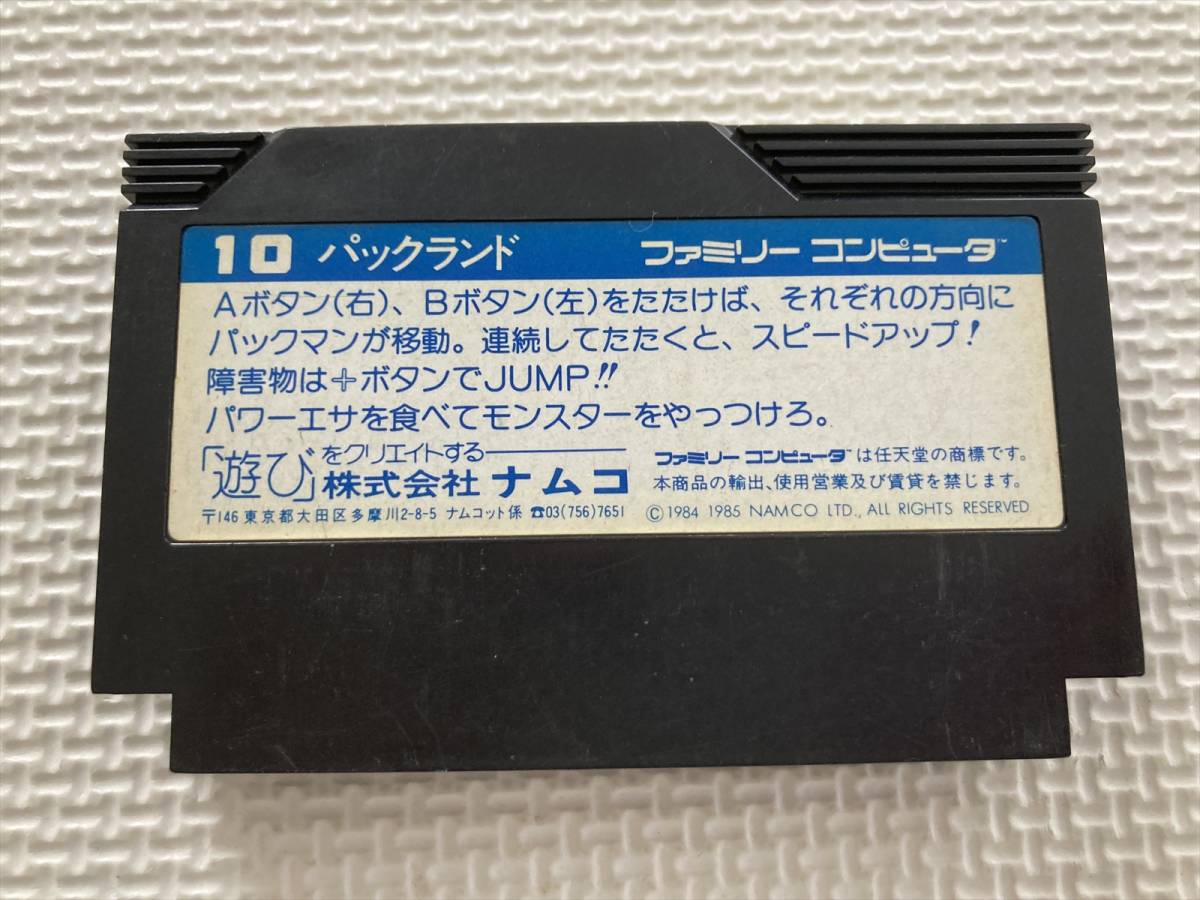 10 パックランド ファミリー コンピュータ™
Aボタン(右)、Bボタン(左)をたたけば、それぞれの方向に
パックマンが移動。連続してたたくと、スピードアップ!
障害物は+ボタンでJUMP!!
パワーエサを食べてモンスターをやっつけろ。
「遊び」をクリエイトする
株式会社 ナムコ
〒146 東京都大田区多摩川2-8-5 ナムコット係 ☎03(756)7651
ファミリー コンピュータ™は任天堂の商標です。
本商品の輸出、使用営業及び賃貸を禁じます。
©1984 1985 NAMCO LTD., ALL RIGHTS RESERVED